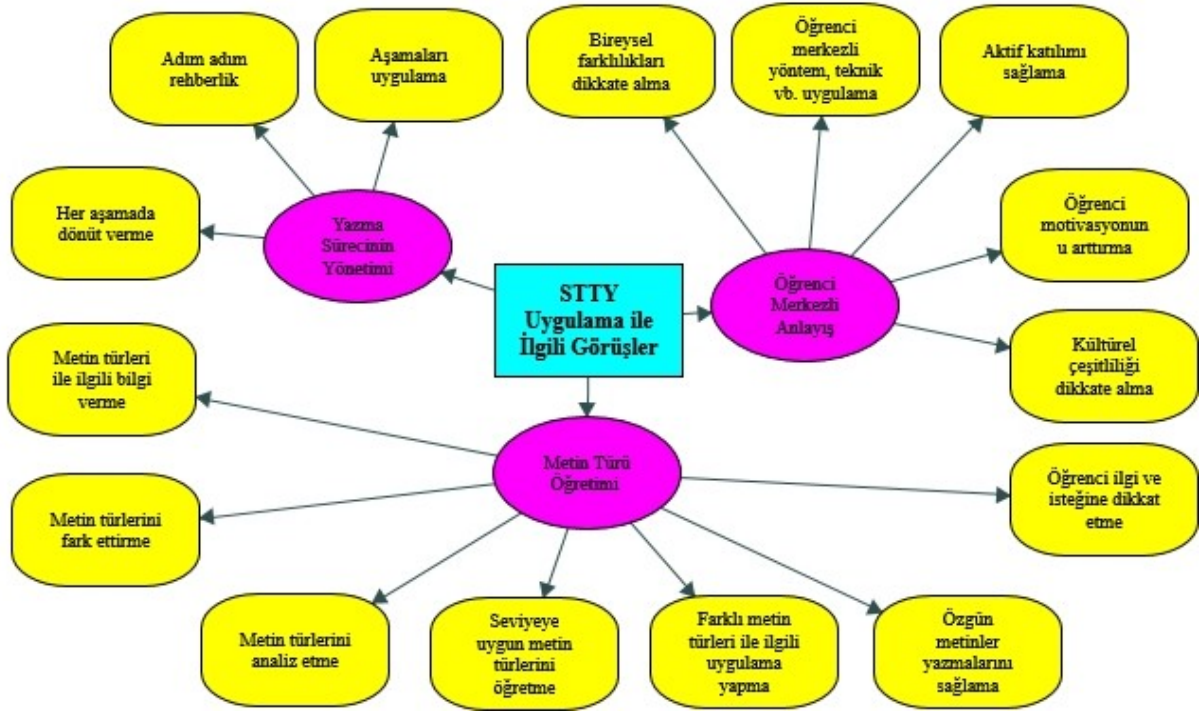 Adım adım
rehberlik
Aşamaları
uygulama
Bireysel
farklılıkları
dikkate alma
Öğrenci
merkezli
yöntem, teknik
vb. uygulama
Aktif katılımı
sağlama
Her aşamada
dönüt verme
Yazma
Sürecinin
Yönetimi
STTY
Uygulama ile
İlgili Görüşler
Öğrenci
Merkezli
Anlayış
Öğrenci
motivasyonun
u arttırma
Kültürel
çeşitliliği
dikkate alma
Metin türleri
ile ilgili bilgi
verme
Metin Türü
Öğretimi
Öğrenci ilgi ve
isteğine dikkat
etme
Metin türlerini
fark ettirme
Metin türlerini
analiz etme
Seviyeye
uygun metin
türlerini
öğretme
Farklı metin
türleri ile ilgili
uygulama
yapma
Özgün
metinler
yazmalarını
sağlama